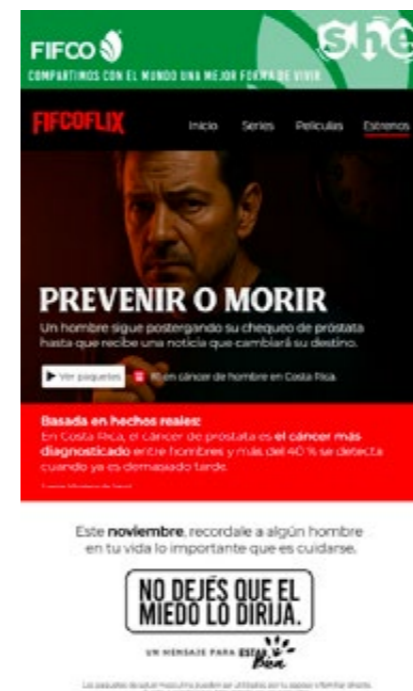 FIFCO
she
COMPARTIMOS CON EL MUNDO UNA MEJOR FORMA DE VIVIR
FIFCOFLIX
Inicio Series Películas Estrenos
PREVENIR O MORIR
Un hombre sigue postergando su chequeo de próstata
hasta que recibe una noticia que cambiará su destino.
Ver paquetes
#1 en cáncer de hombre en Costa Rica.
Basada en hechos reales:
En Costa Rica, el cáncer de próstata es el cáncer más
diagnosticado entre hombres y más del 40 % se detecta
cuando ya es demasiado tarde.
Este noviembre, recordale a algún hombre
en tu vida lo importante que es cuidarse.
NO DEJÉS QUE EL
MIEDO LO DIRIJA.
UN MENSAJE PARA ESTAR
Bien